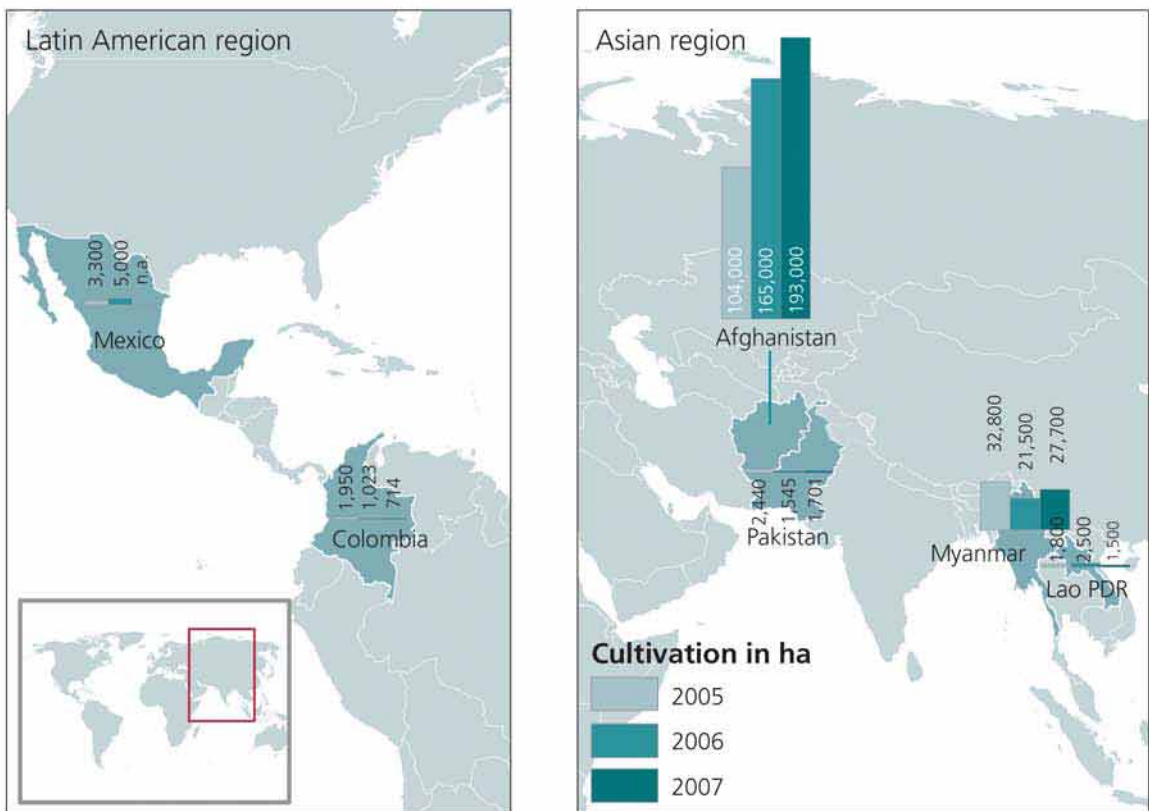 Latin American region
3,300
5,000
n.a.
Mexico
1,950
1,023
714
Colombia
Asian region
104,000
165,000
193,000
Afghanistan
2,440
1,545
1,701
Pakistan
32,800
21,500
27,700
Myanmar
1,800
2,500
1,500
Lao PDR
Cultivation in ha
2005
2006
2007